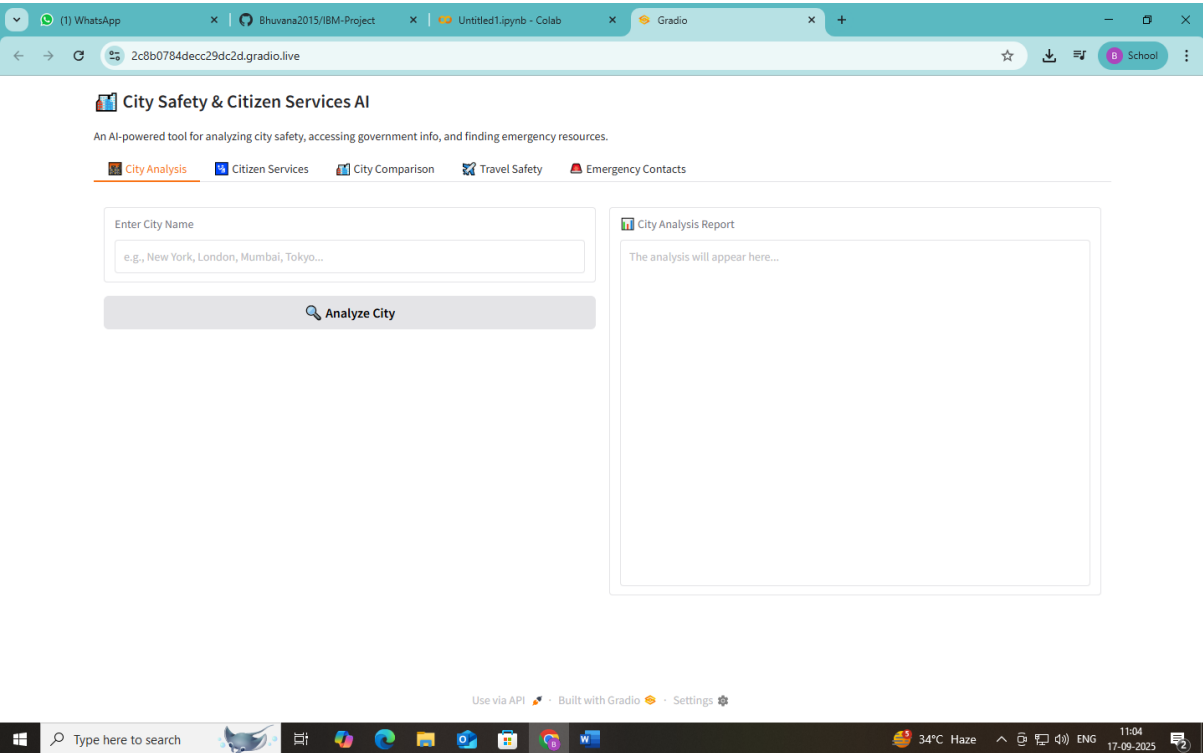 (1) WhatsApp
Bhuvana2015/IBM-Project
Untitled1.ipynb - Colab
Gradio
2c8b0784decc29dc2d.gradio.live
B School
City Safety & Citizen Services AI
An AI-powered tool for analyzing city safety, accessing government info, and finding emergency resources.
City Analysis
Citizen Services
City Comparison
Travel Safety
Emergency Contacts
Enter City Name
e.g., New York, London, Mumbai, Tokyo...
Analyze City
City Analysis Report
The analysis will appear here...
Use via API · Built with Gradio · Settings
Type here to search
34°C Haze
ENG
11:04
17-09-2025